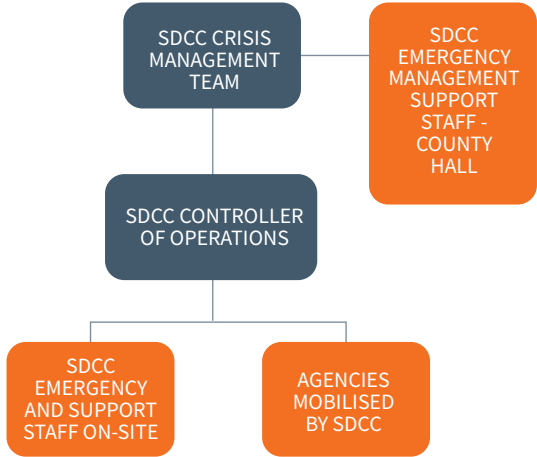 SDCC CRISIS
MANAGEMENT
TEAM
SDCC
EMERGENCY
MANAGEMENT
SUPPORT
STAFF -
COUNTY
HALL
SDCC CONTROLLER
OF OPERATIONS
SDCC
EMERGENCY
AND SUPPORT
STAFF ON-SITE
AGENCIES
MOBILISED
BY SDCC